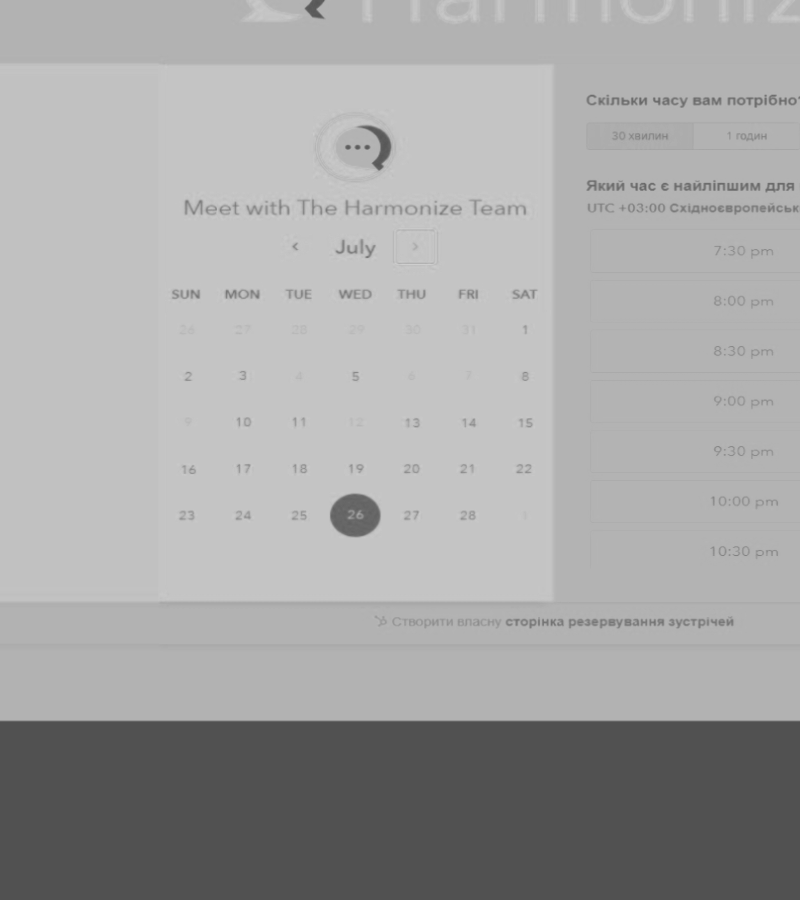 Harmoniz
Meet with The Harmonize Team
July
SUN MON TUE WED THU FRI SAT
26 27 28 29 30 31 1
2 3 4 5 6 7 8
9 10 11 12 13 14 15
16 17 18 19 20 21 22
23 24 25 26 27 28
Скільки часу вам потрібно
30 хвилин 1 годин
Який час є найліпшим для
UTC +03:00 Східноєвропейськ
7:30 pm
8:00 pm
8:30 pm
9:00 pm
9:30 pm
10:00 pm
10:30 pm
Створити власну сторінка резервування зустрічей